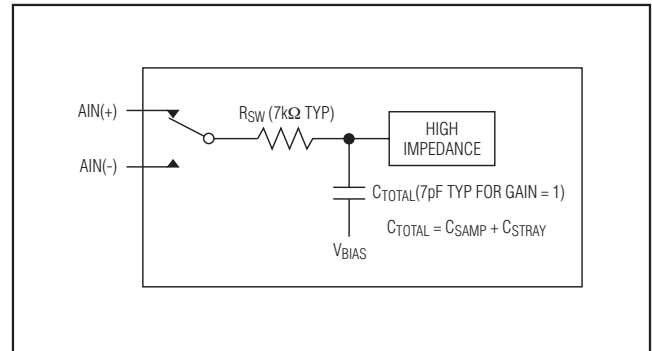 AIN(+)
RSW (7kΩ TYP)
HIGH
IMPEDANCE
AIN(-)
CTOTAL(7pF TYP FOR GAIN = 1)
CTOTAL = CSAMP + CSTRAY
VBIAS